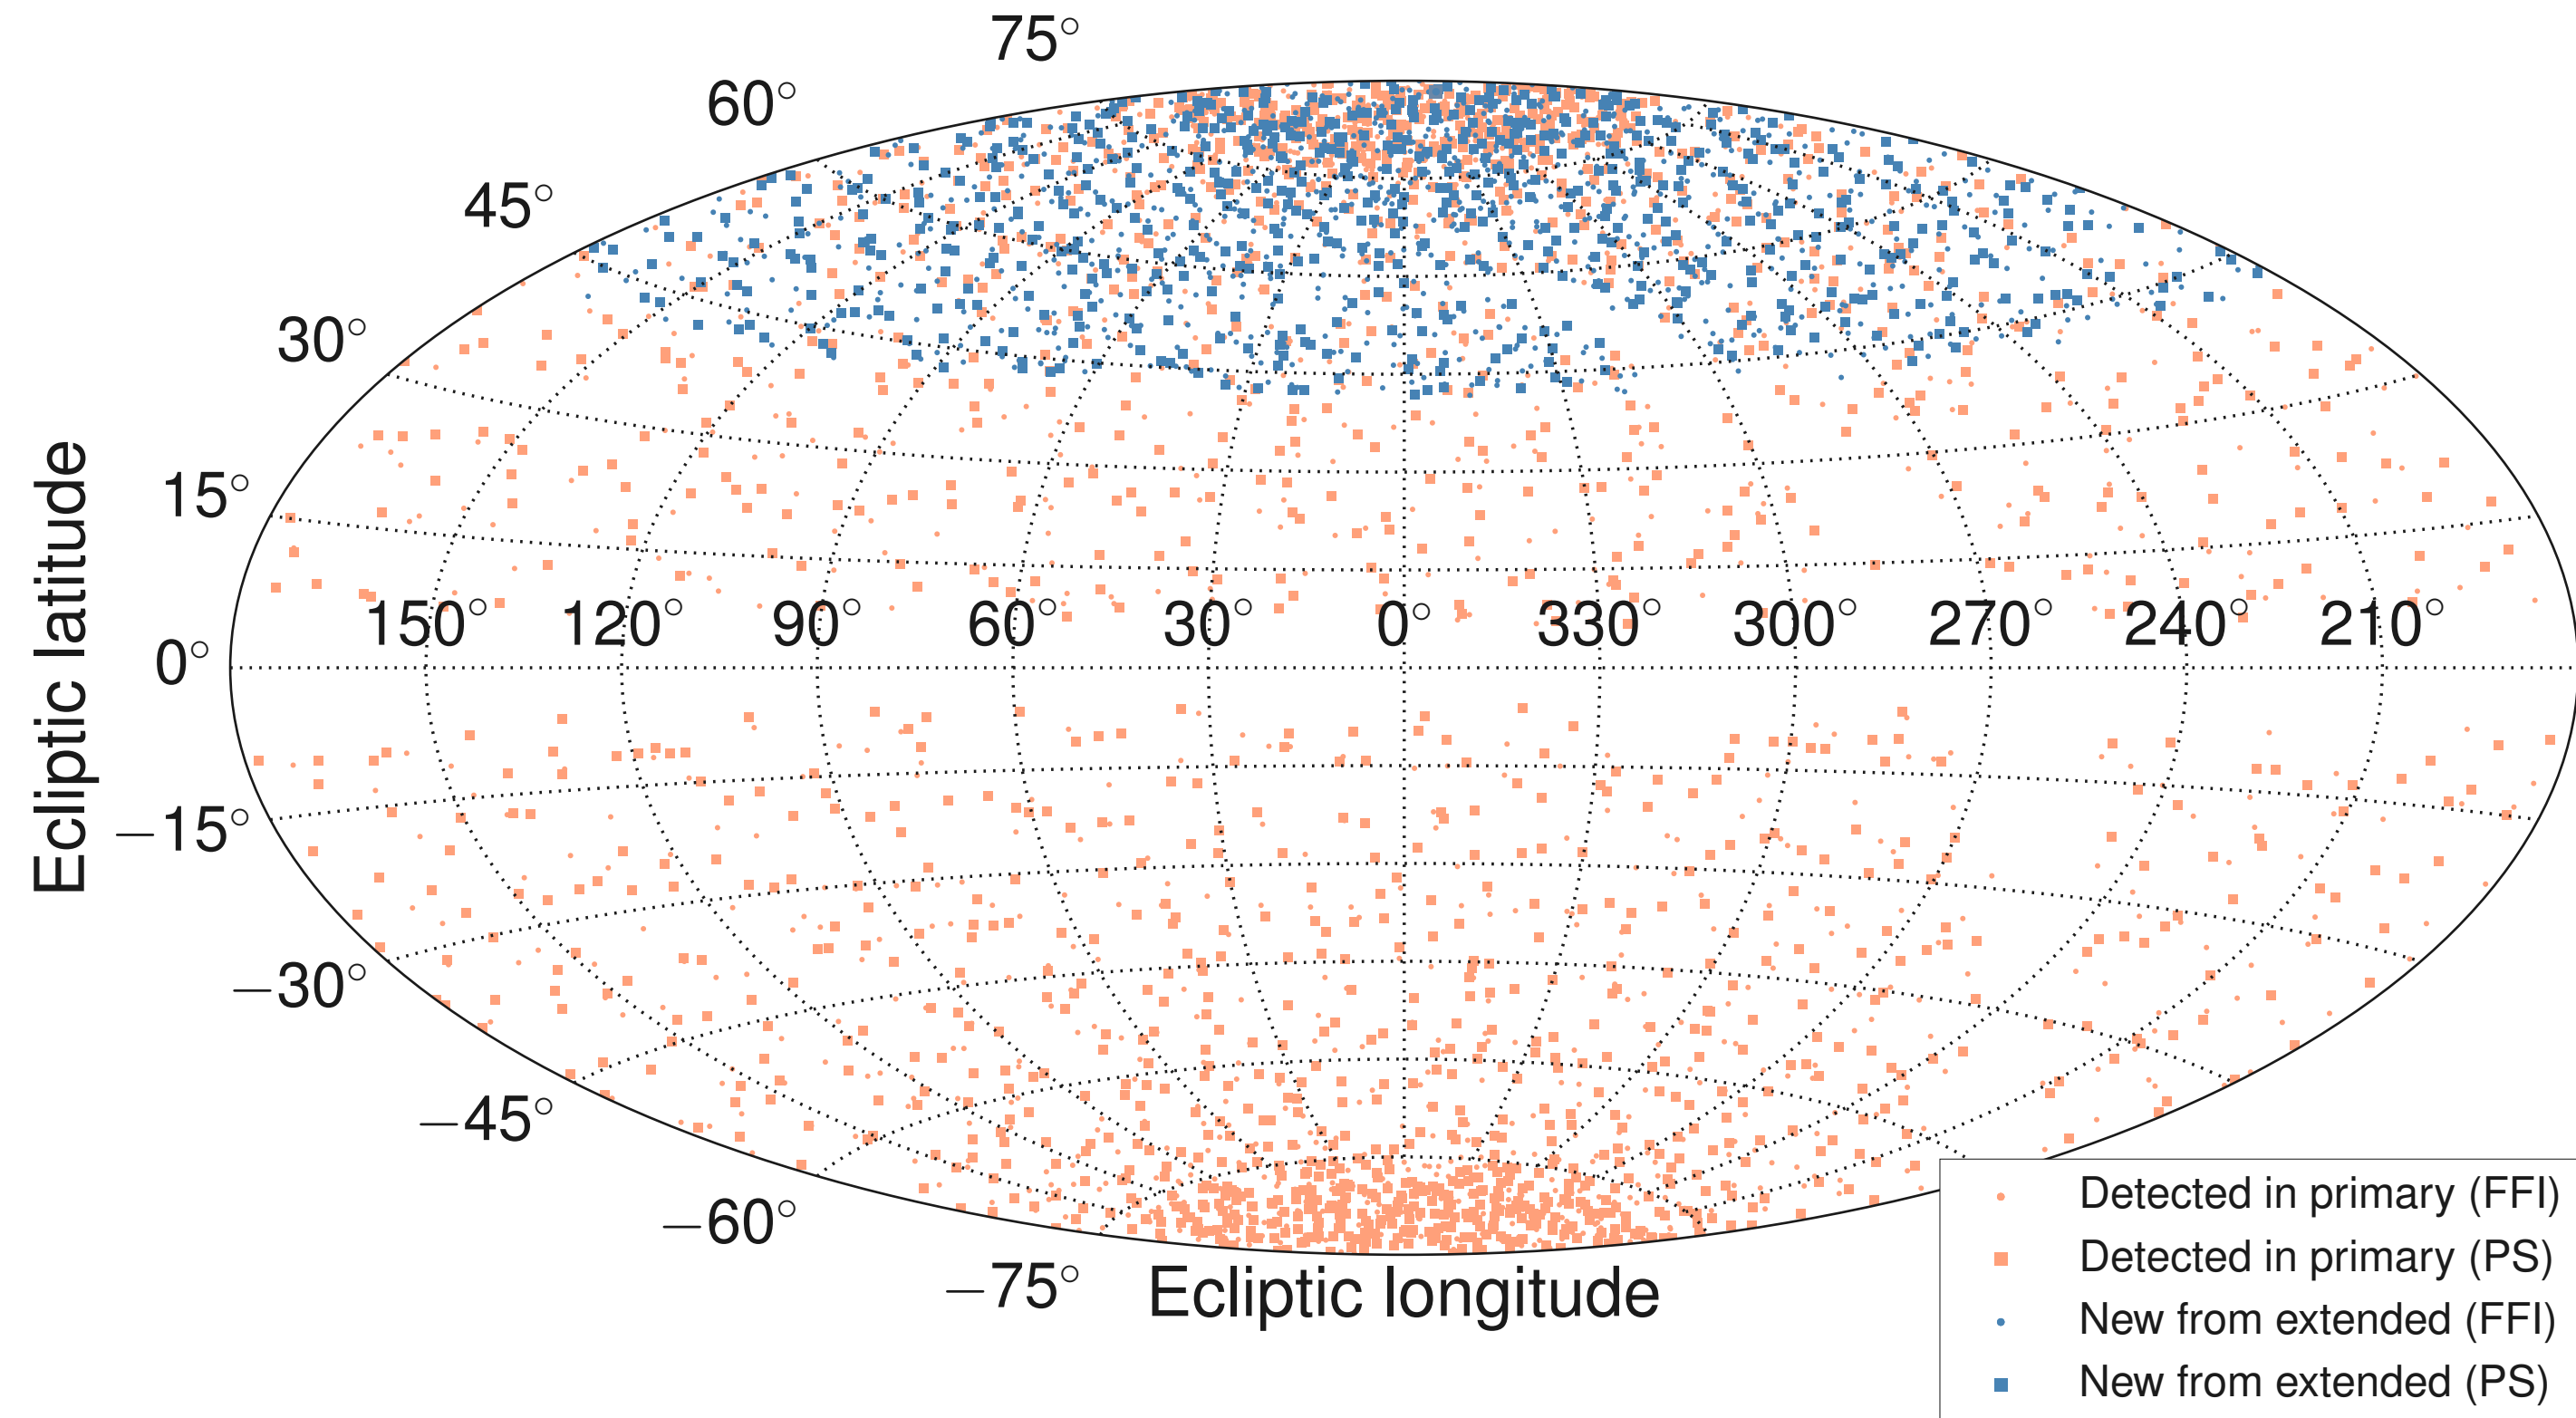 75°
60°
45°
30°
15°
Ecliptic latitude
150° 120° 90° 60° 30° 0° 330° 300° 270° 240° 210°
0°
−15°
−30°
−45°
−60°
−75°
Ecliptic longitude
Detected in primary (FFI)
Detected in primary (PS)
New from extended (FFI)
New from extended (PS)